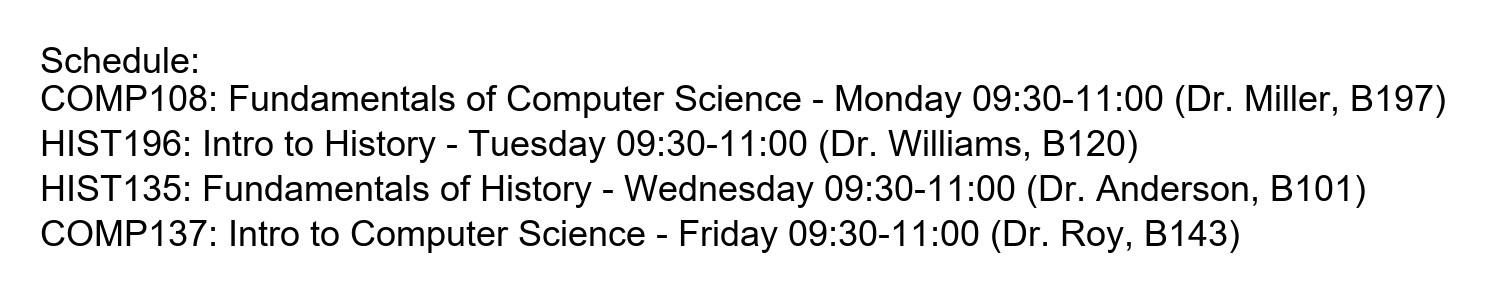 Schedule:
COMP108: Fundamentals of Computer Science - Monday 09:30-11:00 (Dr. Miller, B197)
HIST196: Intro to History - Tuesday 09:30-11:00 (Dr. Williams, B120)
HIST135: Fundamentals of History - Wednesday 09:30-11:00 (Dr. Anderson, B101)
COMP137: Intro to Computer Science - Friday 09:30-11:00 (Dr. Roy, B143)